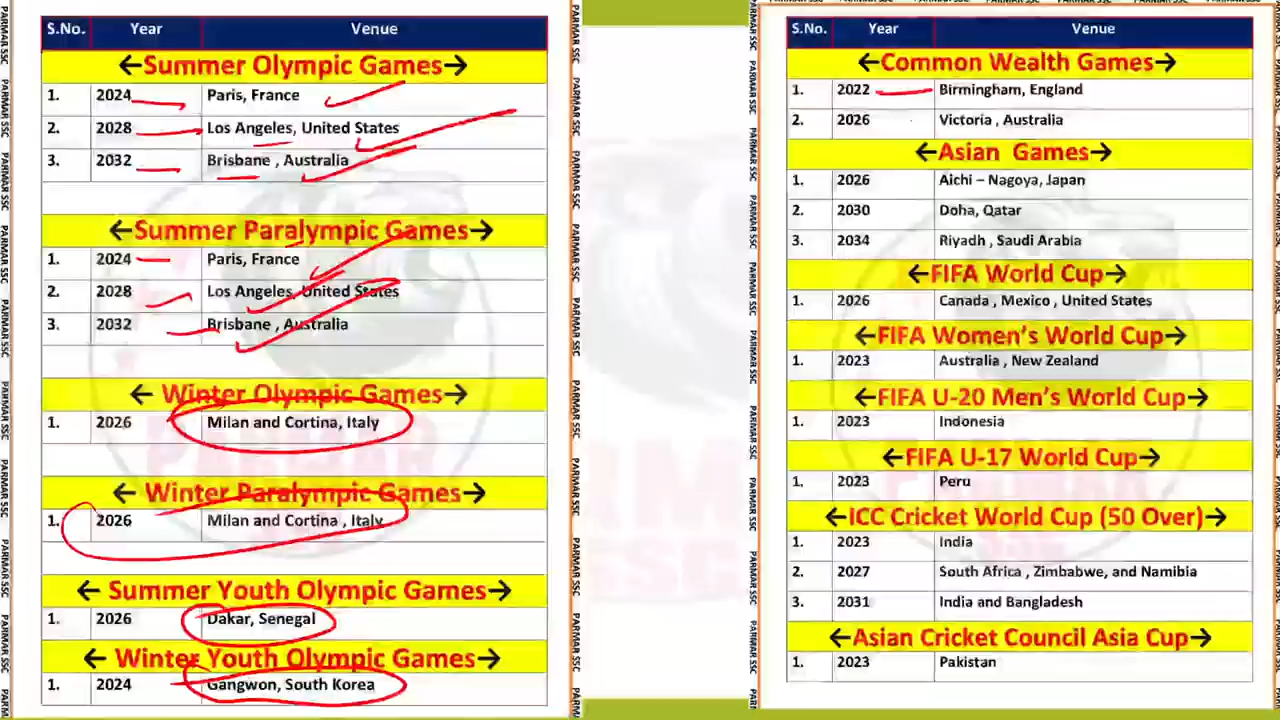 S.No. Year Venue
←Summer Olympic Games→
1. 2024 Paris, France
2. 2028 Los Angeles, United States
3. 2032 Brisbane , Australia
←Summer Paralympic Games→
1. 2024 Paris, France
2. 2028 Los Angeles, United States
3. 2032 Brisbane , Australia
← Winter Olympic Games→
1. 2026 Milan and Cortina, Italy
← Winter Paralympic Games→
1. 2026 Milan and Cortina , Italy
← Summer Youth Olympic Games→
1. 2026 Dakar, Senegal
← Winter Youth Olympic Games→
1. 2024 Gangwon, South Korea
S.No. Year Venue
←Common Wealth Games→
1. 2022 Birmingham, England
2. 2026 Victoria , Australia
←Asian Games→
1. 2026 Aichi – Nagoya, Japan
2. 2030 Doha, Qatar
3. 2034 Riyadh , Saudi Arabia
←FIFA World Cup→
1. 2026 Canada , Mexico , United States
←FIFA Women’s World Cup→
1. 2023 Australia , New Zealand
←FIFA U-20 Men’s World Cup→
1. 2023 Indonesia
←FIFA U-17 World Cup→
1. 2023 Peru
←ICC Cricket World Cup (50 Over)→
1. 2023 India
2. 2027 South Africa , Zimbabwe, and Namibia
3. 2031 India and Bangladesh
←Asian Cricket Council Asia Cup→
1. 2023 Pakistan
PARMAR SSC